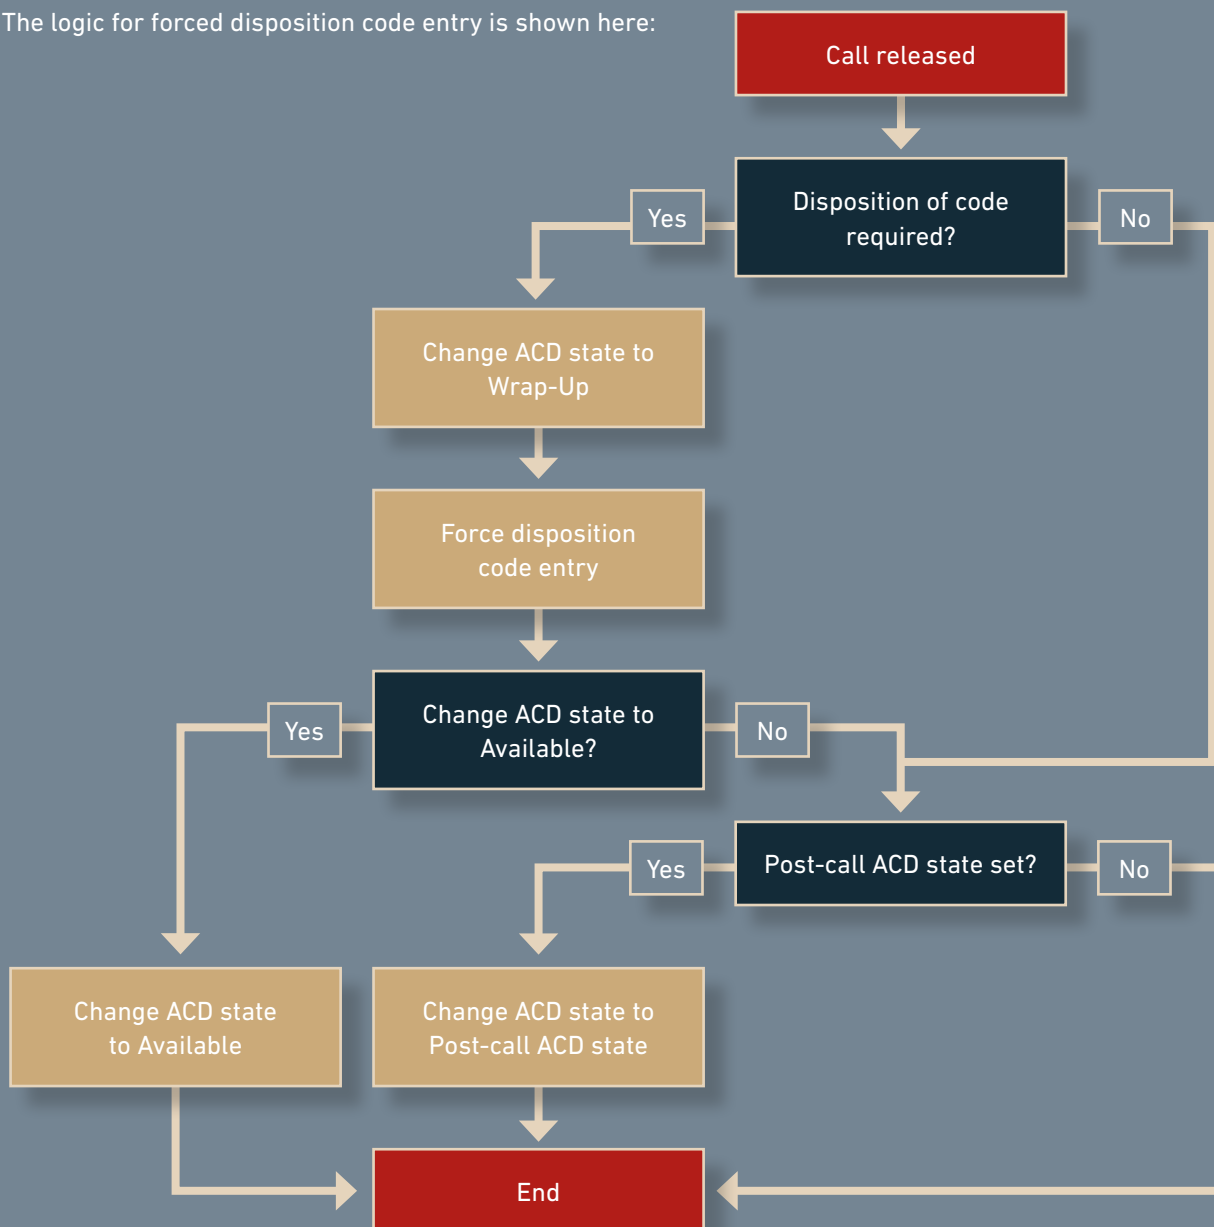 The logic for forced disposition code entry is shown here:
Call released
Disposition of code
required?
Yes
No
Change ACD state to
Wrap-Up
Force disposition
code entry
Change ACD state to
Available?
Yes
No
Post-call ACD state set?
Yes
No
Change ACD state
to Available
Change ACD state to
Post-call ACD state
End